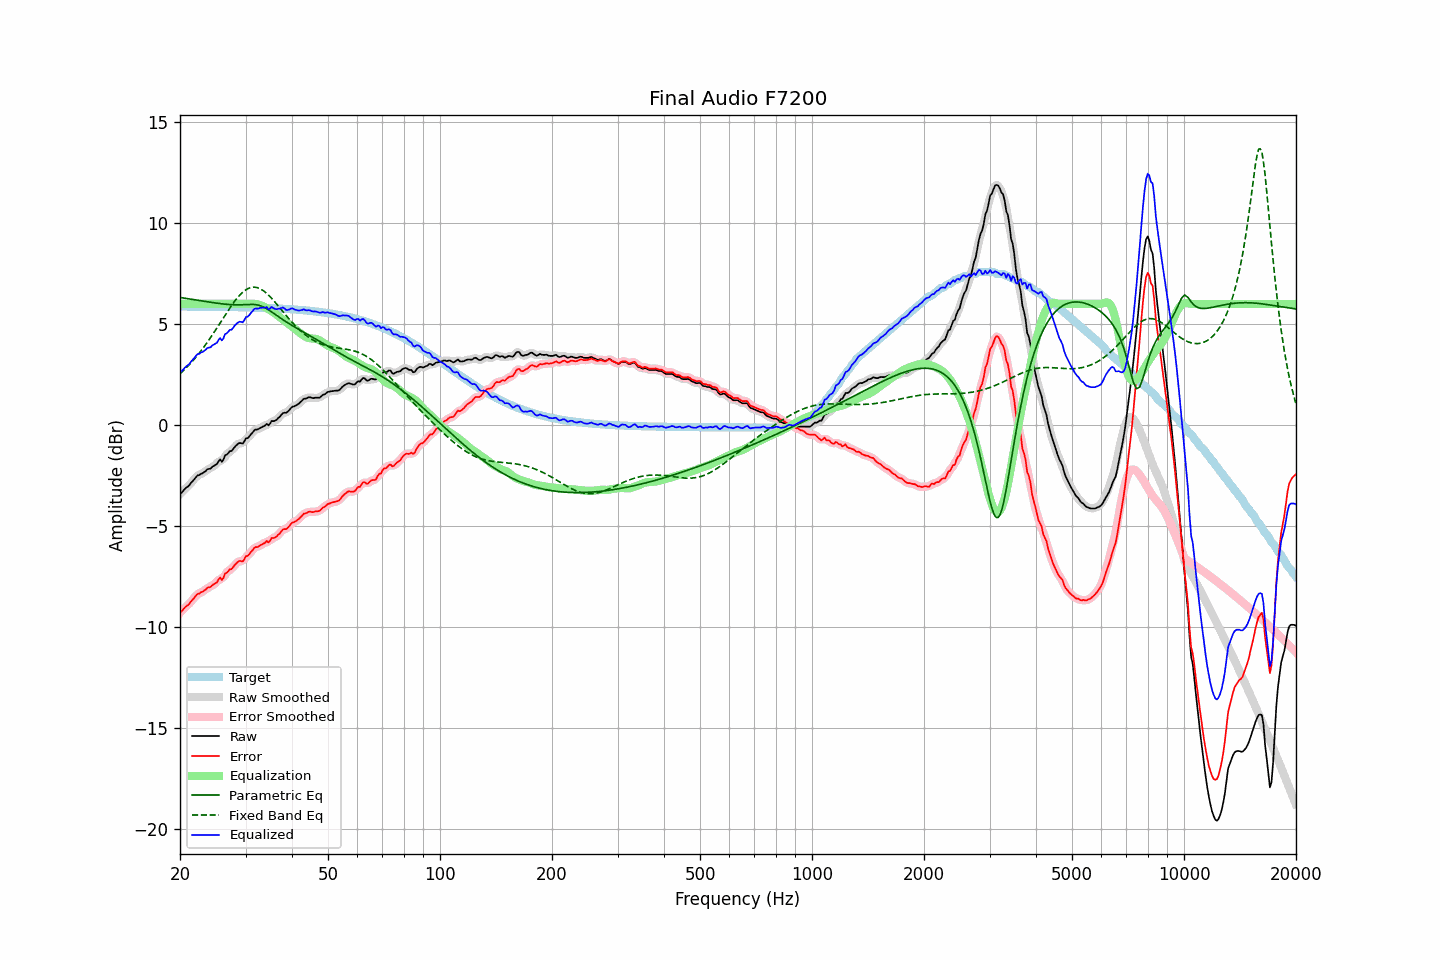 Final Audio F7200
15
10
5
0
−5
−10
−15
−20
Amplitude (dBr)
Target
Raw Smoothed
Error Smoothed
Raw
Error
Equalization
Parametric Eq
Fixed Band Eq
Equalized
20 50 100 200 500 1000 2000 5000 10000 20000
Frequency (Hz)